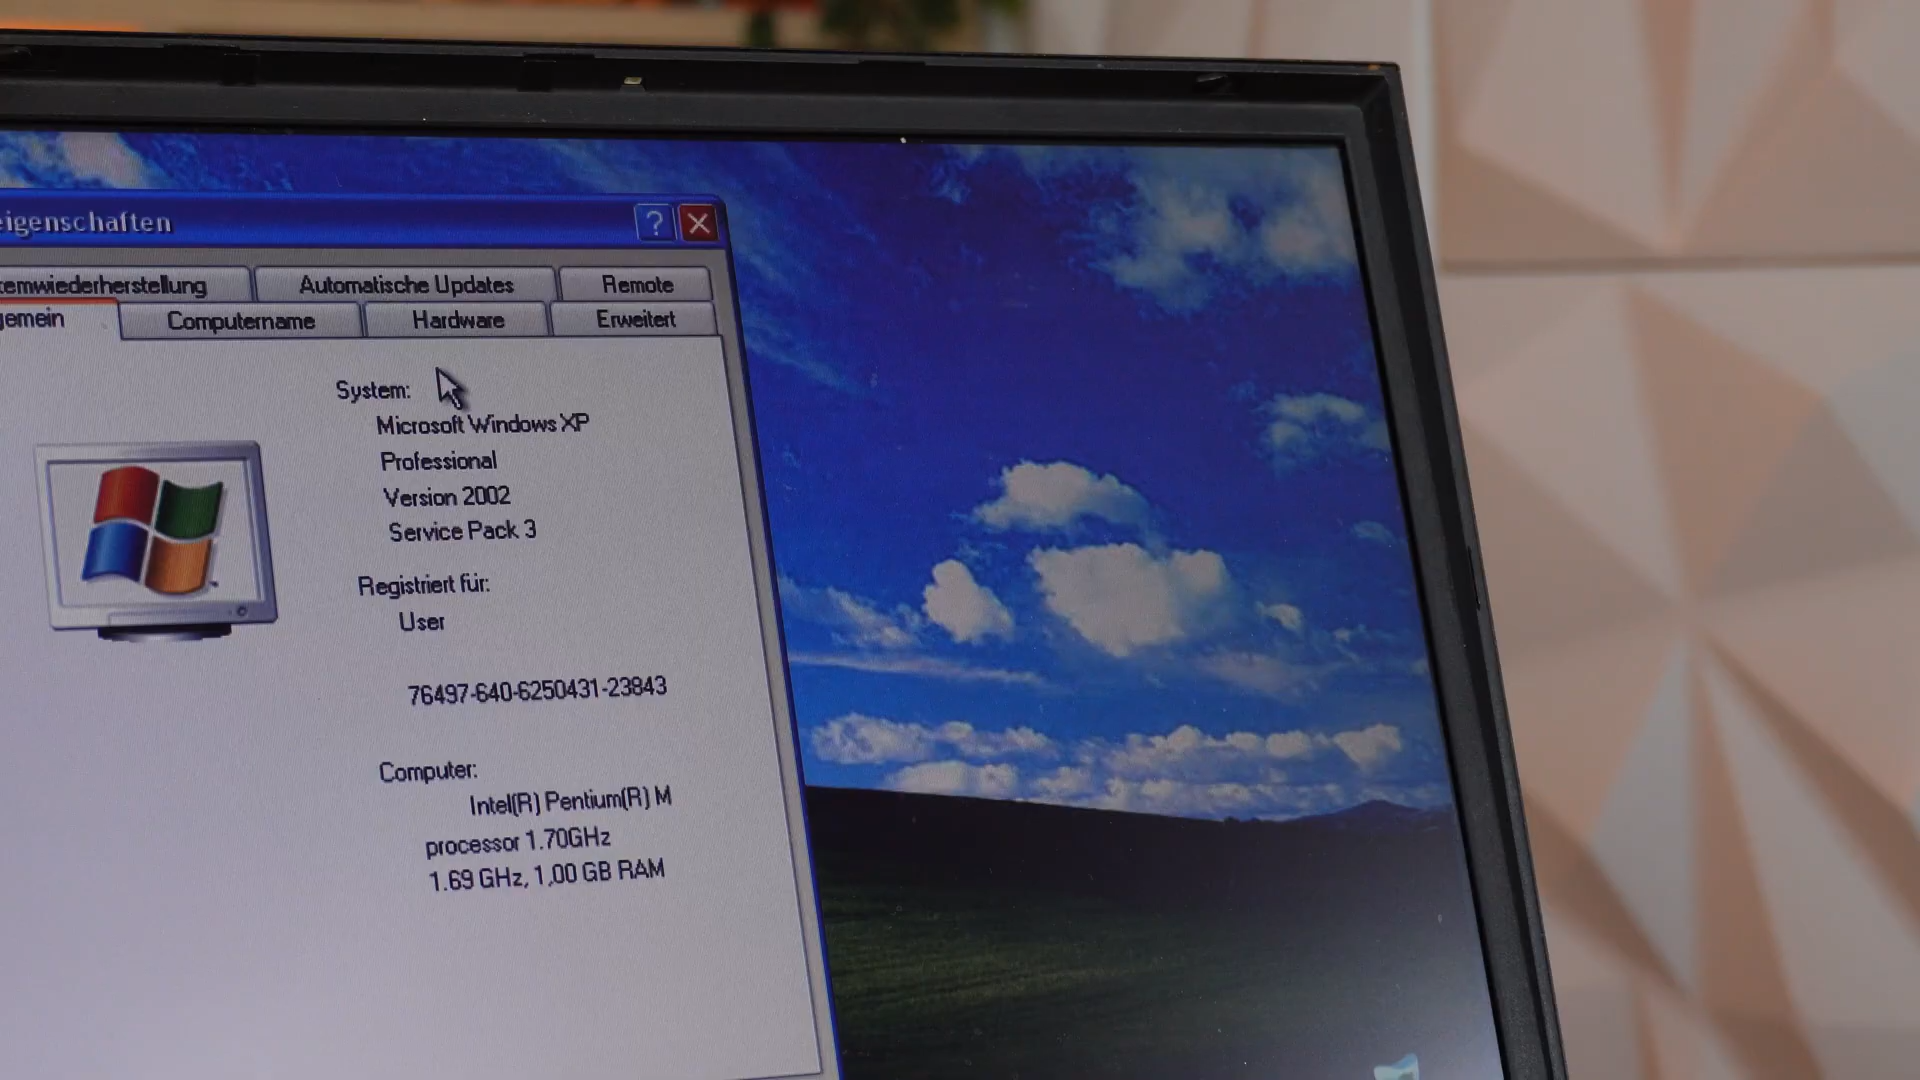 eigenschaften
temwiederherstellung Automatische Updates Remote
gemein Computername Hardware Erweitert
System:
Microsoft Windows XP
Professional
Version 2002
Service Pack 3
Registriert für:
User
76497-640-6250431-23843
Computer:
Intel(R) Pentium(R) M
processor 1.70GHz
1.69 GHz, 1,00 GB RAM